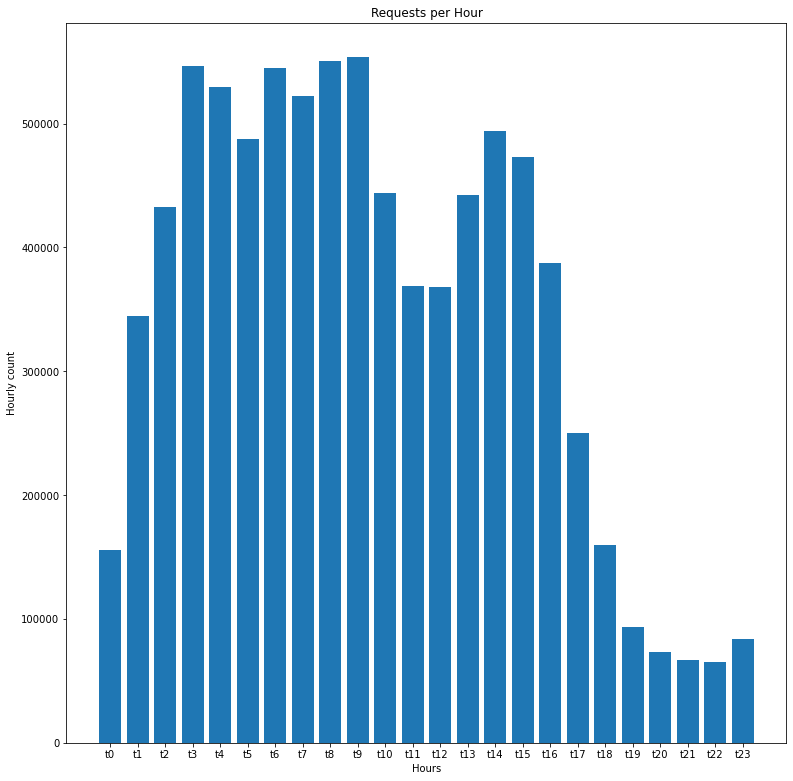 Requests per Hour
Hourly count
500000
400000
300000
200000
100000
0
t0 t1 t2 t3 t4 t5 t6 t7 t8 t9 t10 t11 t12 t13 t14 t15 t16 t17 t18 t19 t20 t21 t22 t23
Hours